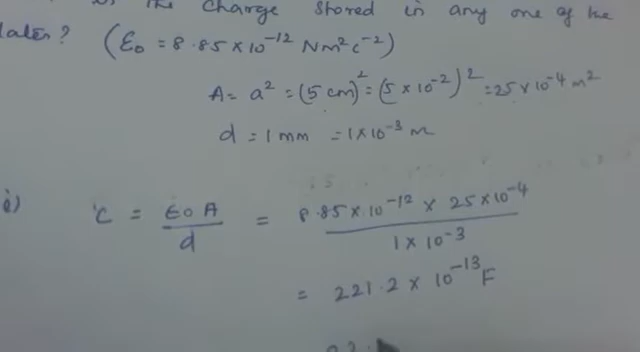 the charge stored in any one of the
later? (ε₀ = 8.85 × 10⁻¹² Nm²c⁻²)
A = a² = (5 cm)² = (5 × 10⁻²)² = 25 × 10⁻⁴ m²
d = 1 mm = 1 × 10⁻³ m
i) C = ε₀ A / d = 8.85 × 10⁻¹² × 25 × 10⁻⁴ / 1 × 10⁻³
= 221.2 × 10⁻¹³ F